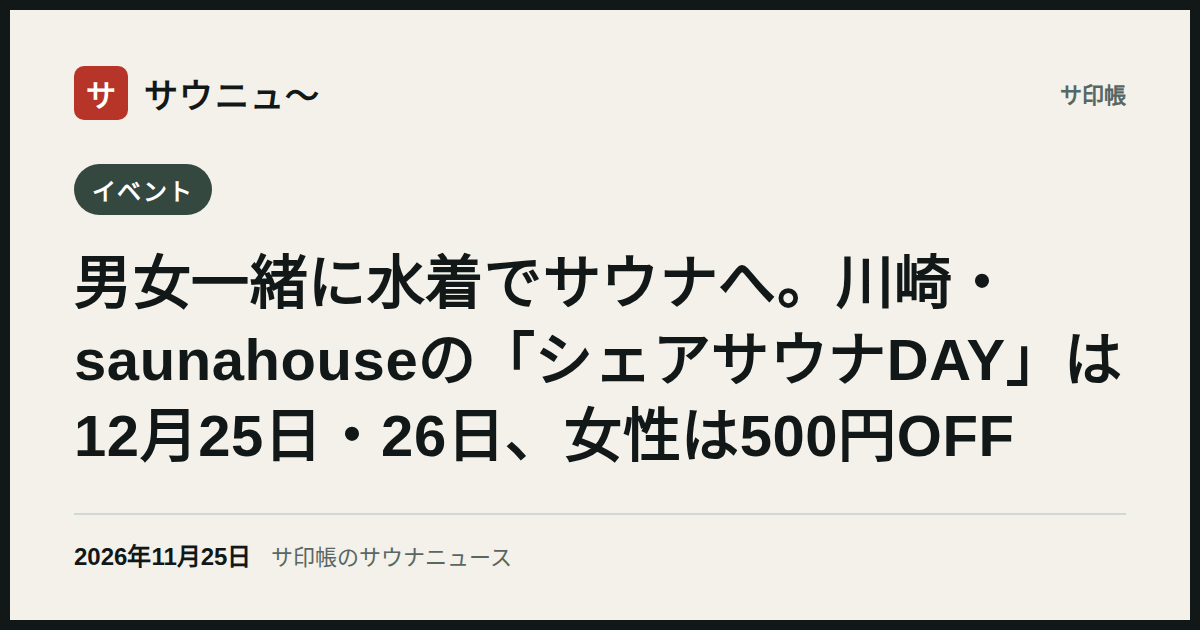 サ サウニュ〜 サ印帳
イベント
男女一緒に水着でサウナへ。川崎・
saunahouseの「シェアサウナDAY」は
12月25日・26日、女性は500円OFF
2026年11月25日 サ印帳のサウナニュース